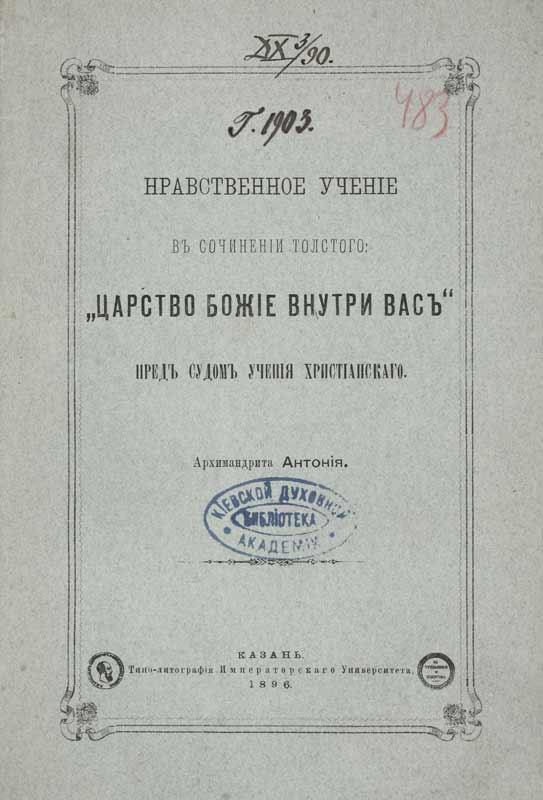 XX 3/90.
Г. 1903.
483
НРАВСТВЕННОЕ УЧЕНІЕ
ВЪ СОЧИНЕНІИ ТОЛСТОГО:
„ЦАРСТВО БОЖІЕ ВНУТРИ ВАСЪ“
ПРЕДЪ СУДОМЪ УЧЕНІЯ ХРИСТІАНСКАГО.
Архимандрита Антонія.
КІЕВСКОЙ ДУХОВНОЙ
БИБЛІОТЕКА
АКАДЕМІИ
КАЗАНЬ.
Типо-литографія Императорскаго Университета.
1896.